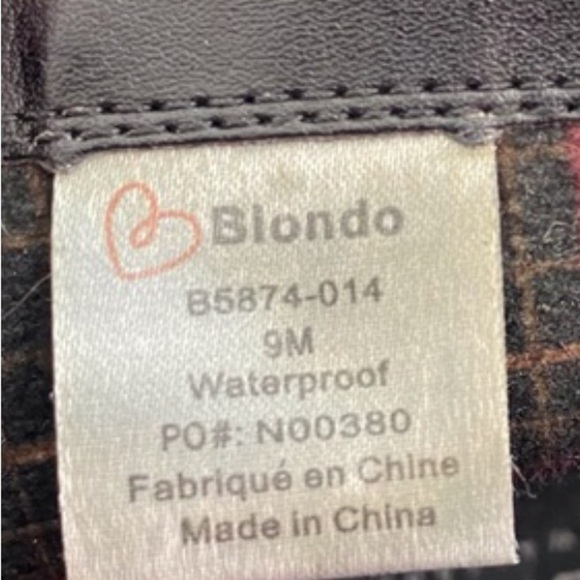 Blondo
B5874-014
9M
Waterproof
PO#: N00380
Fabriqué en Chine
Made in China